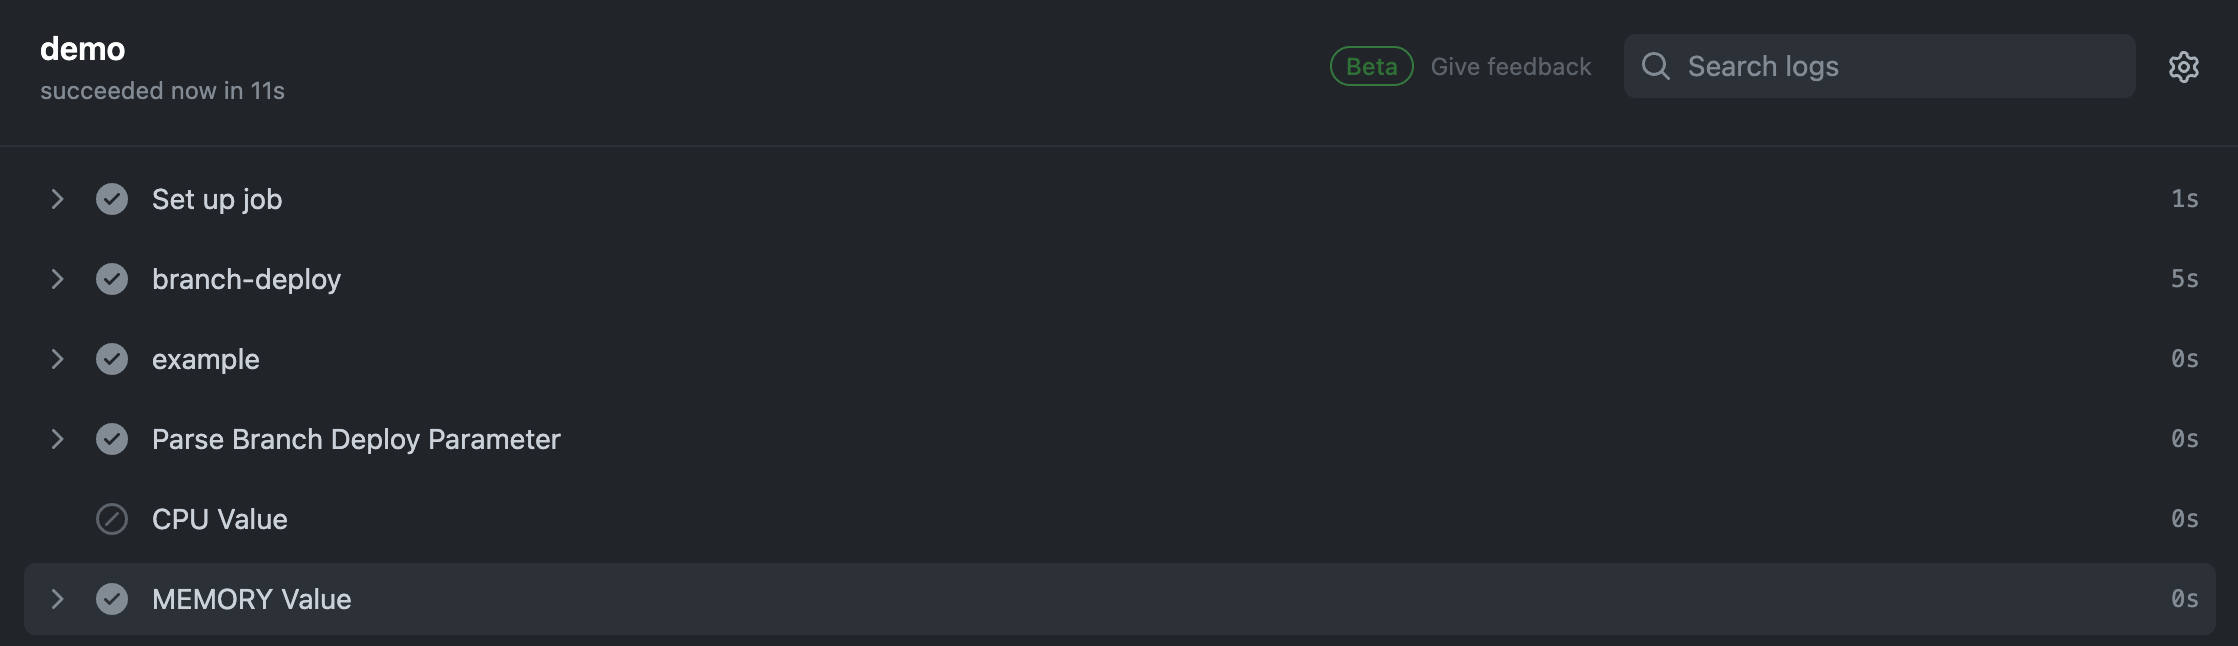 demo
succeeded now in 11s
Beta
Give feedback
Search logs
Set up job 1s
branch-deploy 5s
example 0s
Parse Branch Deploy Parameter 0s
CPU Value 0s
MEMORY Value 0s